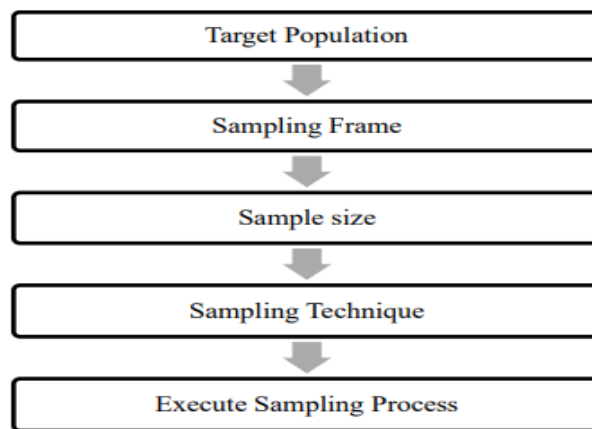 Target Population
Sampling Frame
Sample size
Sampling Technique
Execute Sampling Process